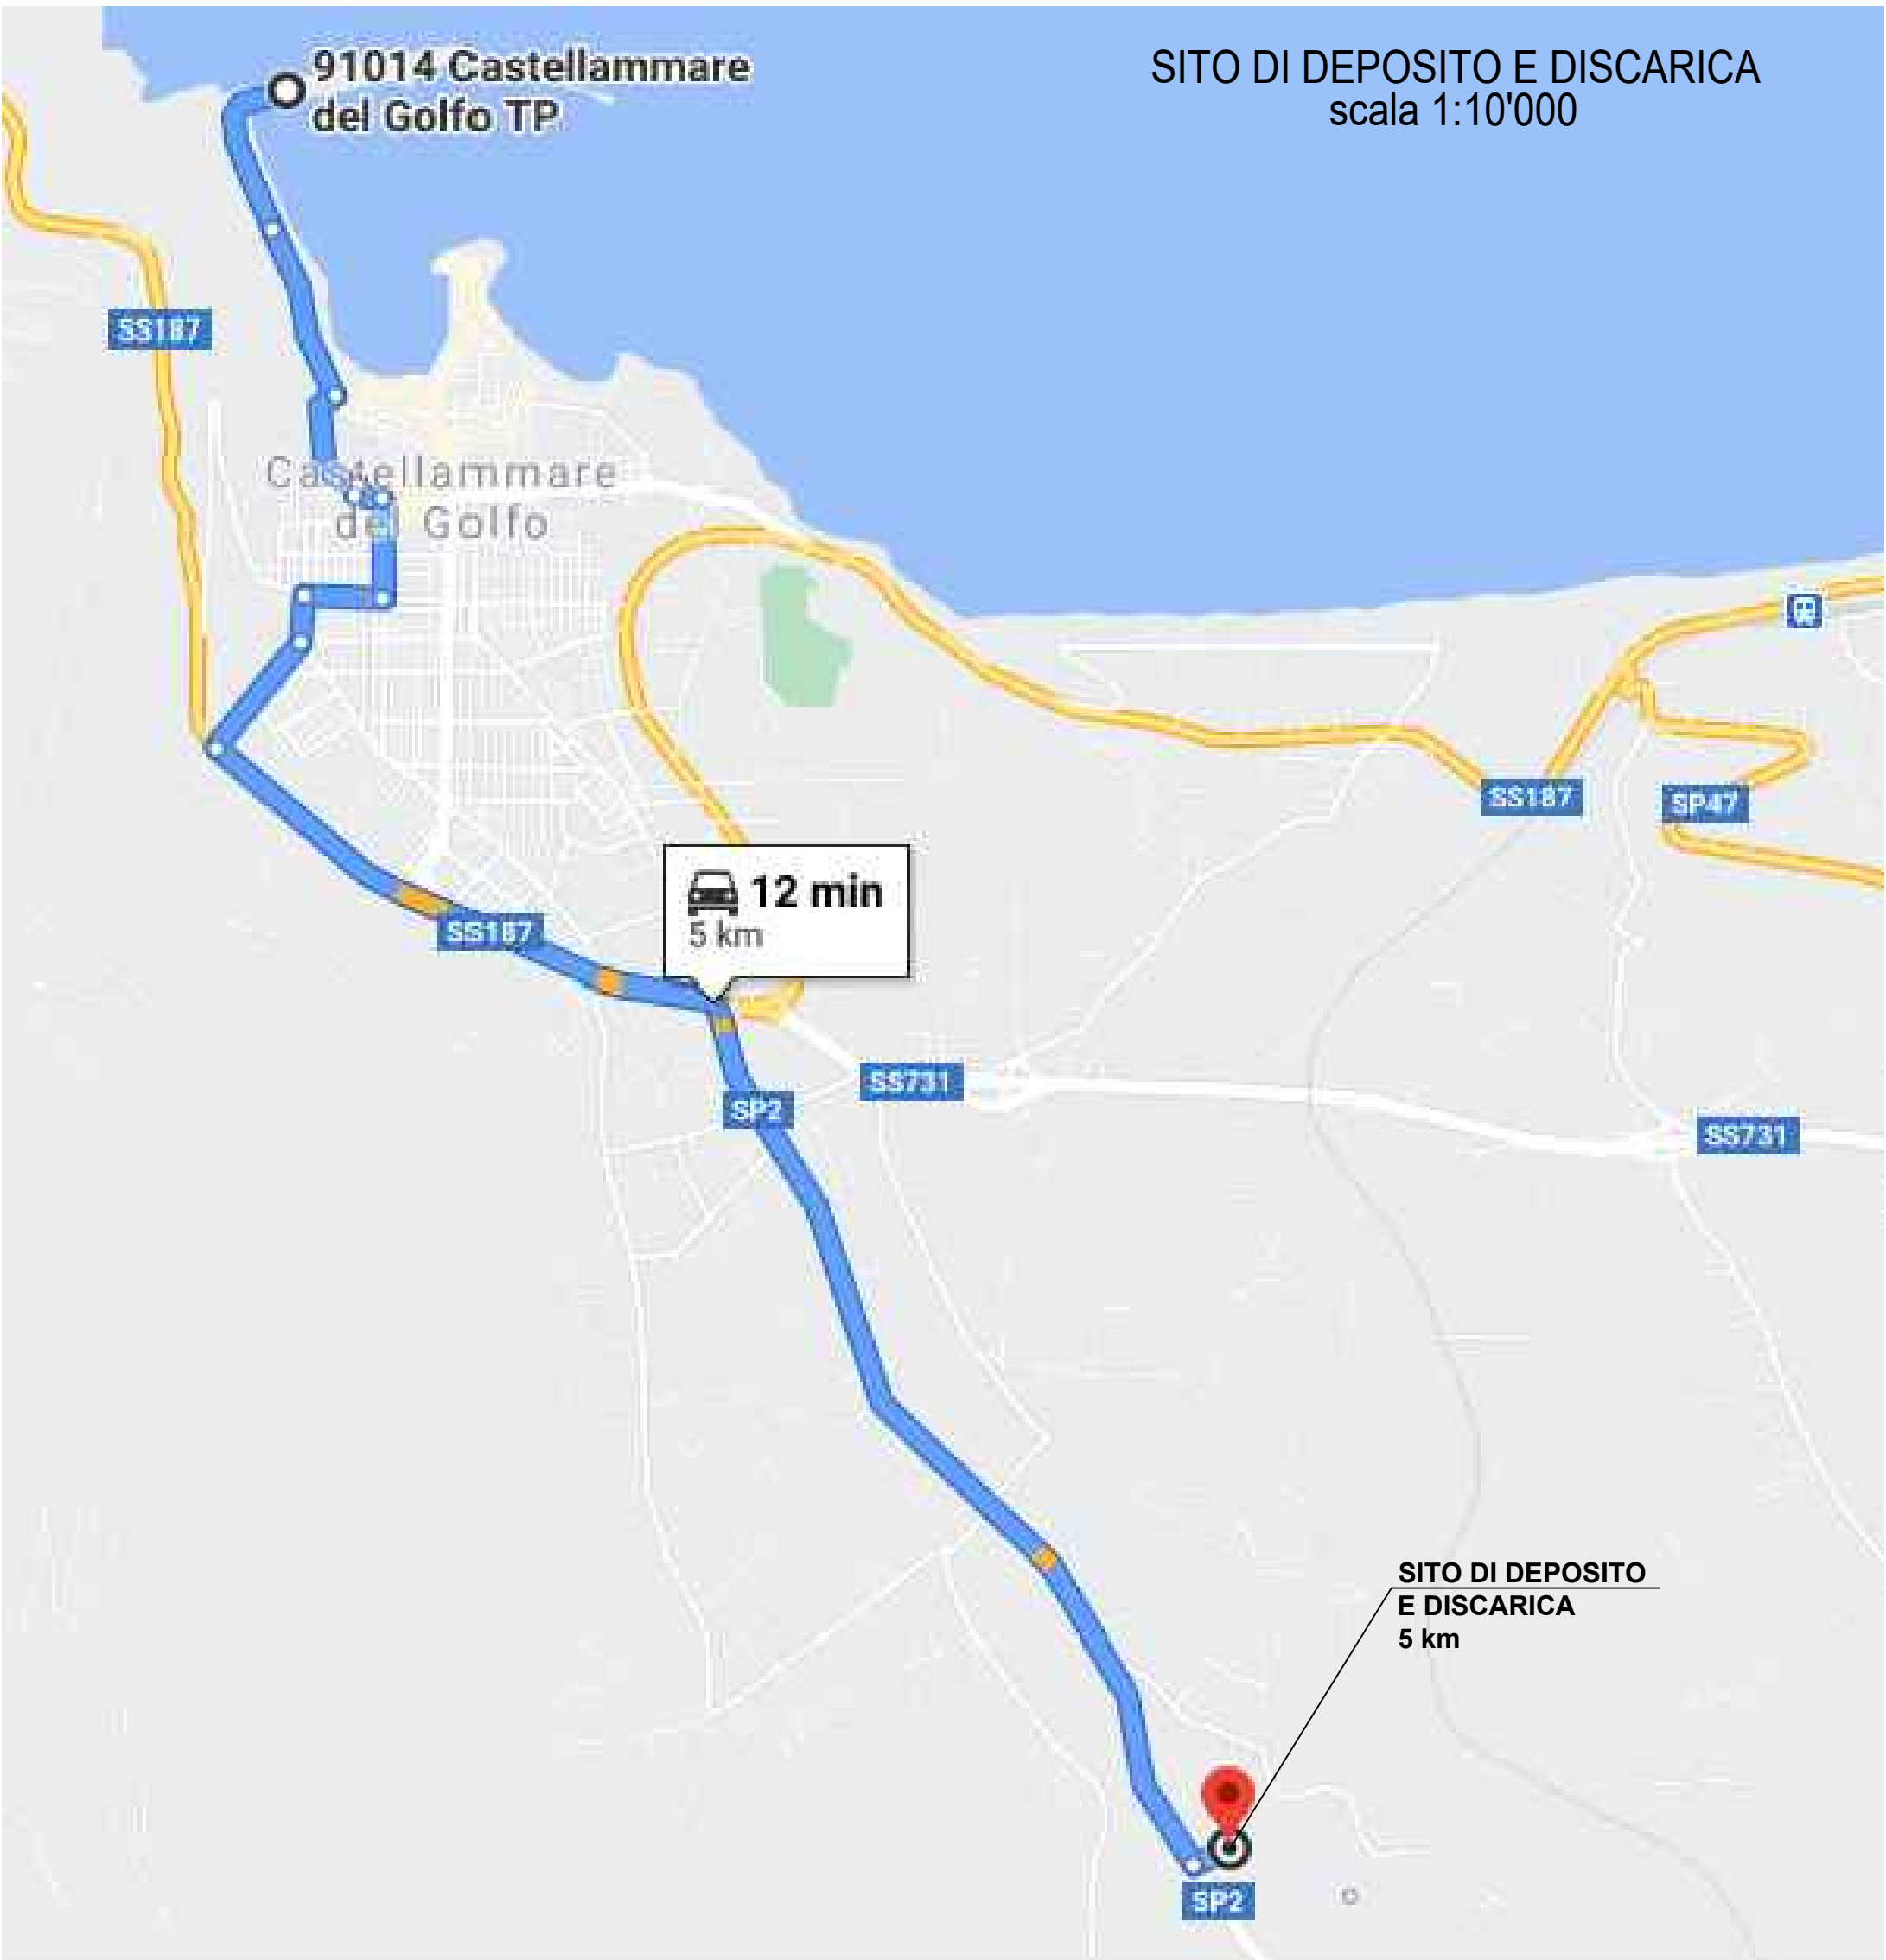 91014 Castellammare
del Golfo TP
SITO DI DEPOSITO E DISCARICA
scala 1:10'000
SS187
Castellammare
del Golfo
SS187
SP47
12 min
5 km
SS187
SS731
SP2
SS731
SITO DI DEPOSITO
E DISCARICA
5 km
SP2